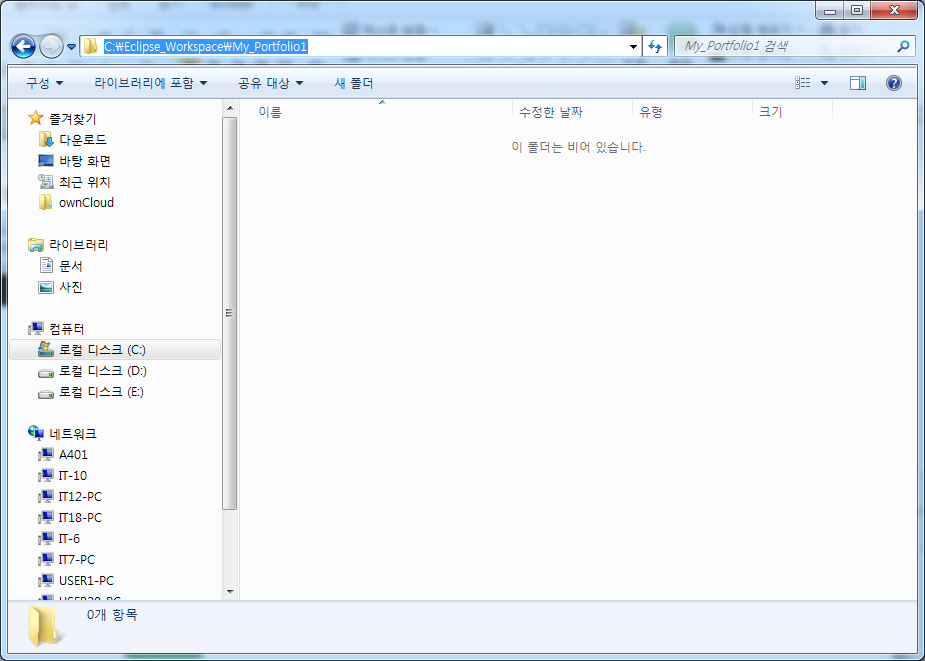 C:₩Eclipse_Workspace₩My_Portfolio1
My_Portfolio1 검색
구성 라이브러리에 포함 공유 대상 새 폴더
이름 수정한 날짜 유형 크기
이 폴더는 비어 있습니다.
즐겨찾기
다운로드
바탕 화면
최근 위치
ownCloud
라이브러리
문서
사진
컴퓨터
로컬 디스크 (C:)
로컬 디스크 (D:)
로컬 디스크 (E:)
네트워크
A401
IT-10
IT12-PC
IT18-PC
IT-6
IT7-PC
USER1-PC
0개 항목